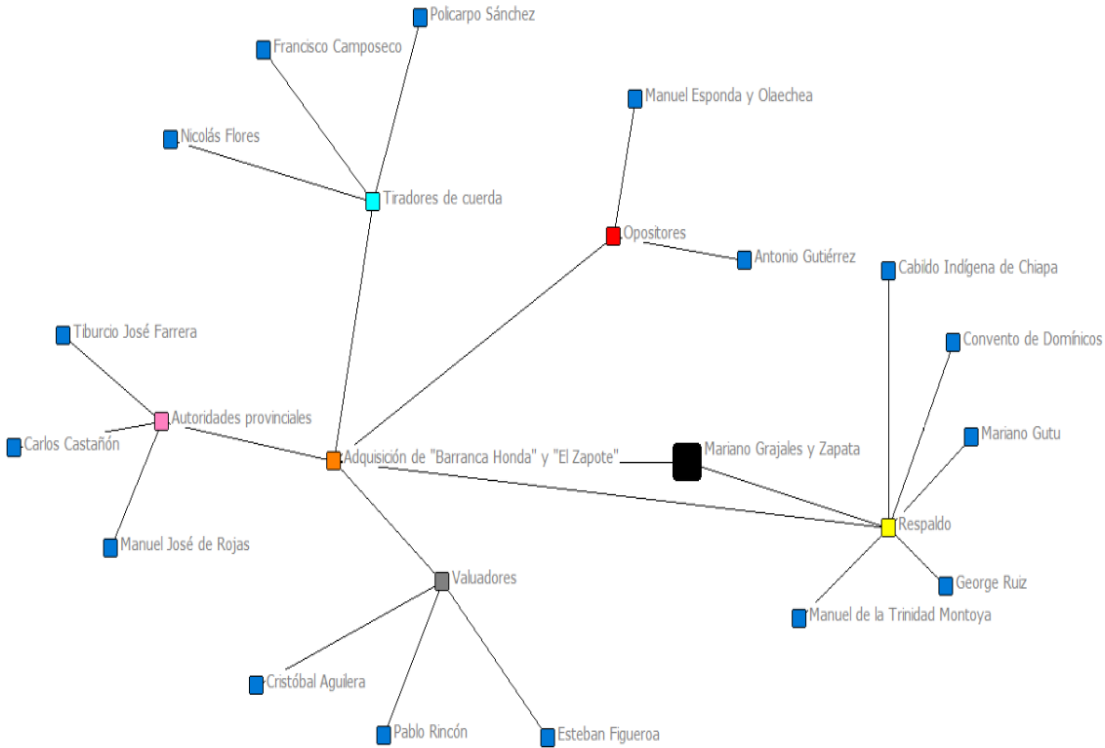 Policarpo Sánchez
Francisco Camposeco
Manuel Esponda y Olaechea
Nicolás Flores
Tiradores de cuerda
Opositores
Antonio Gutiérrez
Cabido Indígena de Chiapa
Tiburcio José Farrera
Convento de Domínicos
Autoridades provinciales
Mariano Gutu
Carlos Castañón
Mariano Grajales y Zapata
Adquisición de "Barranca Honda" y "El Zapote"
Respaldo
Manuel José de Rojas
Valuadores
George Ruiz
Manuel de la Trinidad Montoya
Cristóbal Aguilera
Pablo Rincón
Esteban Figueroa